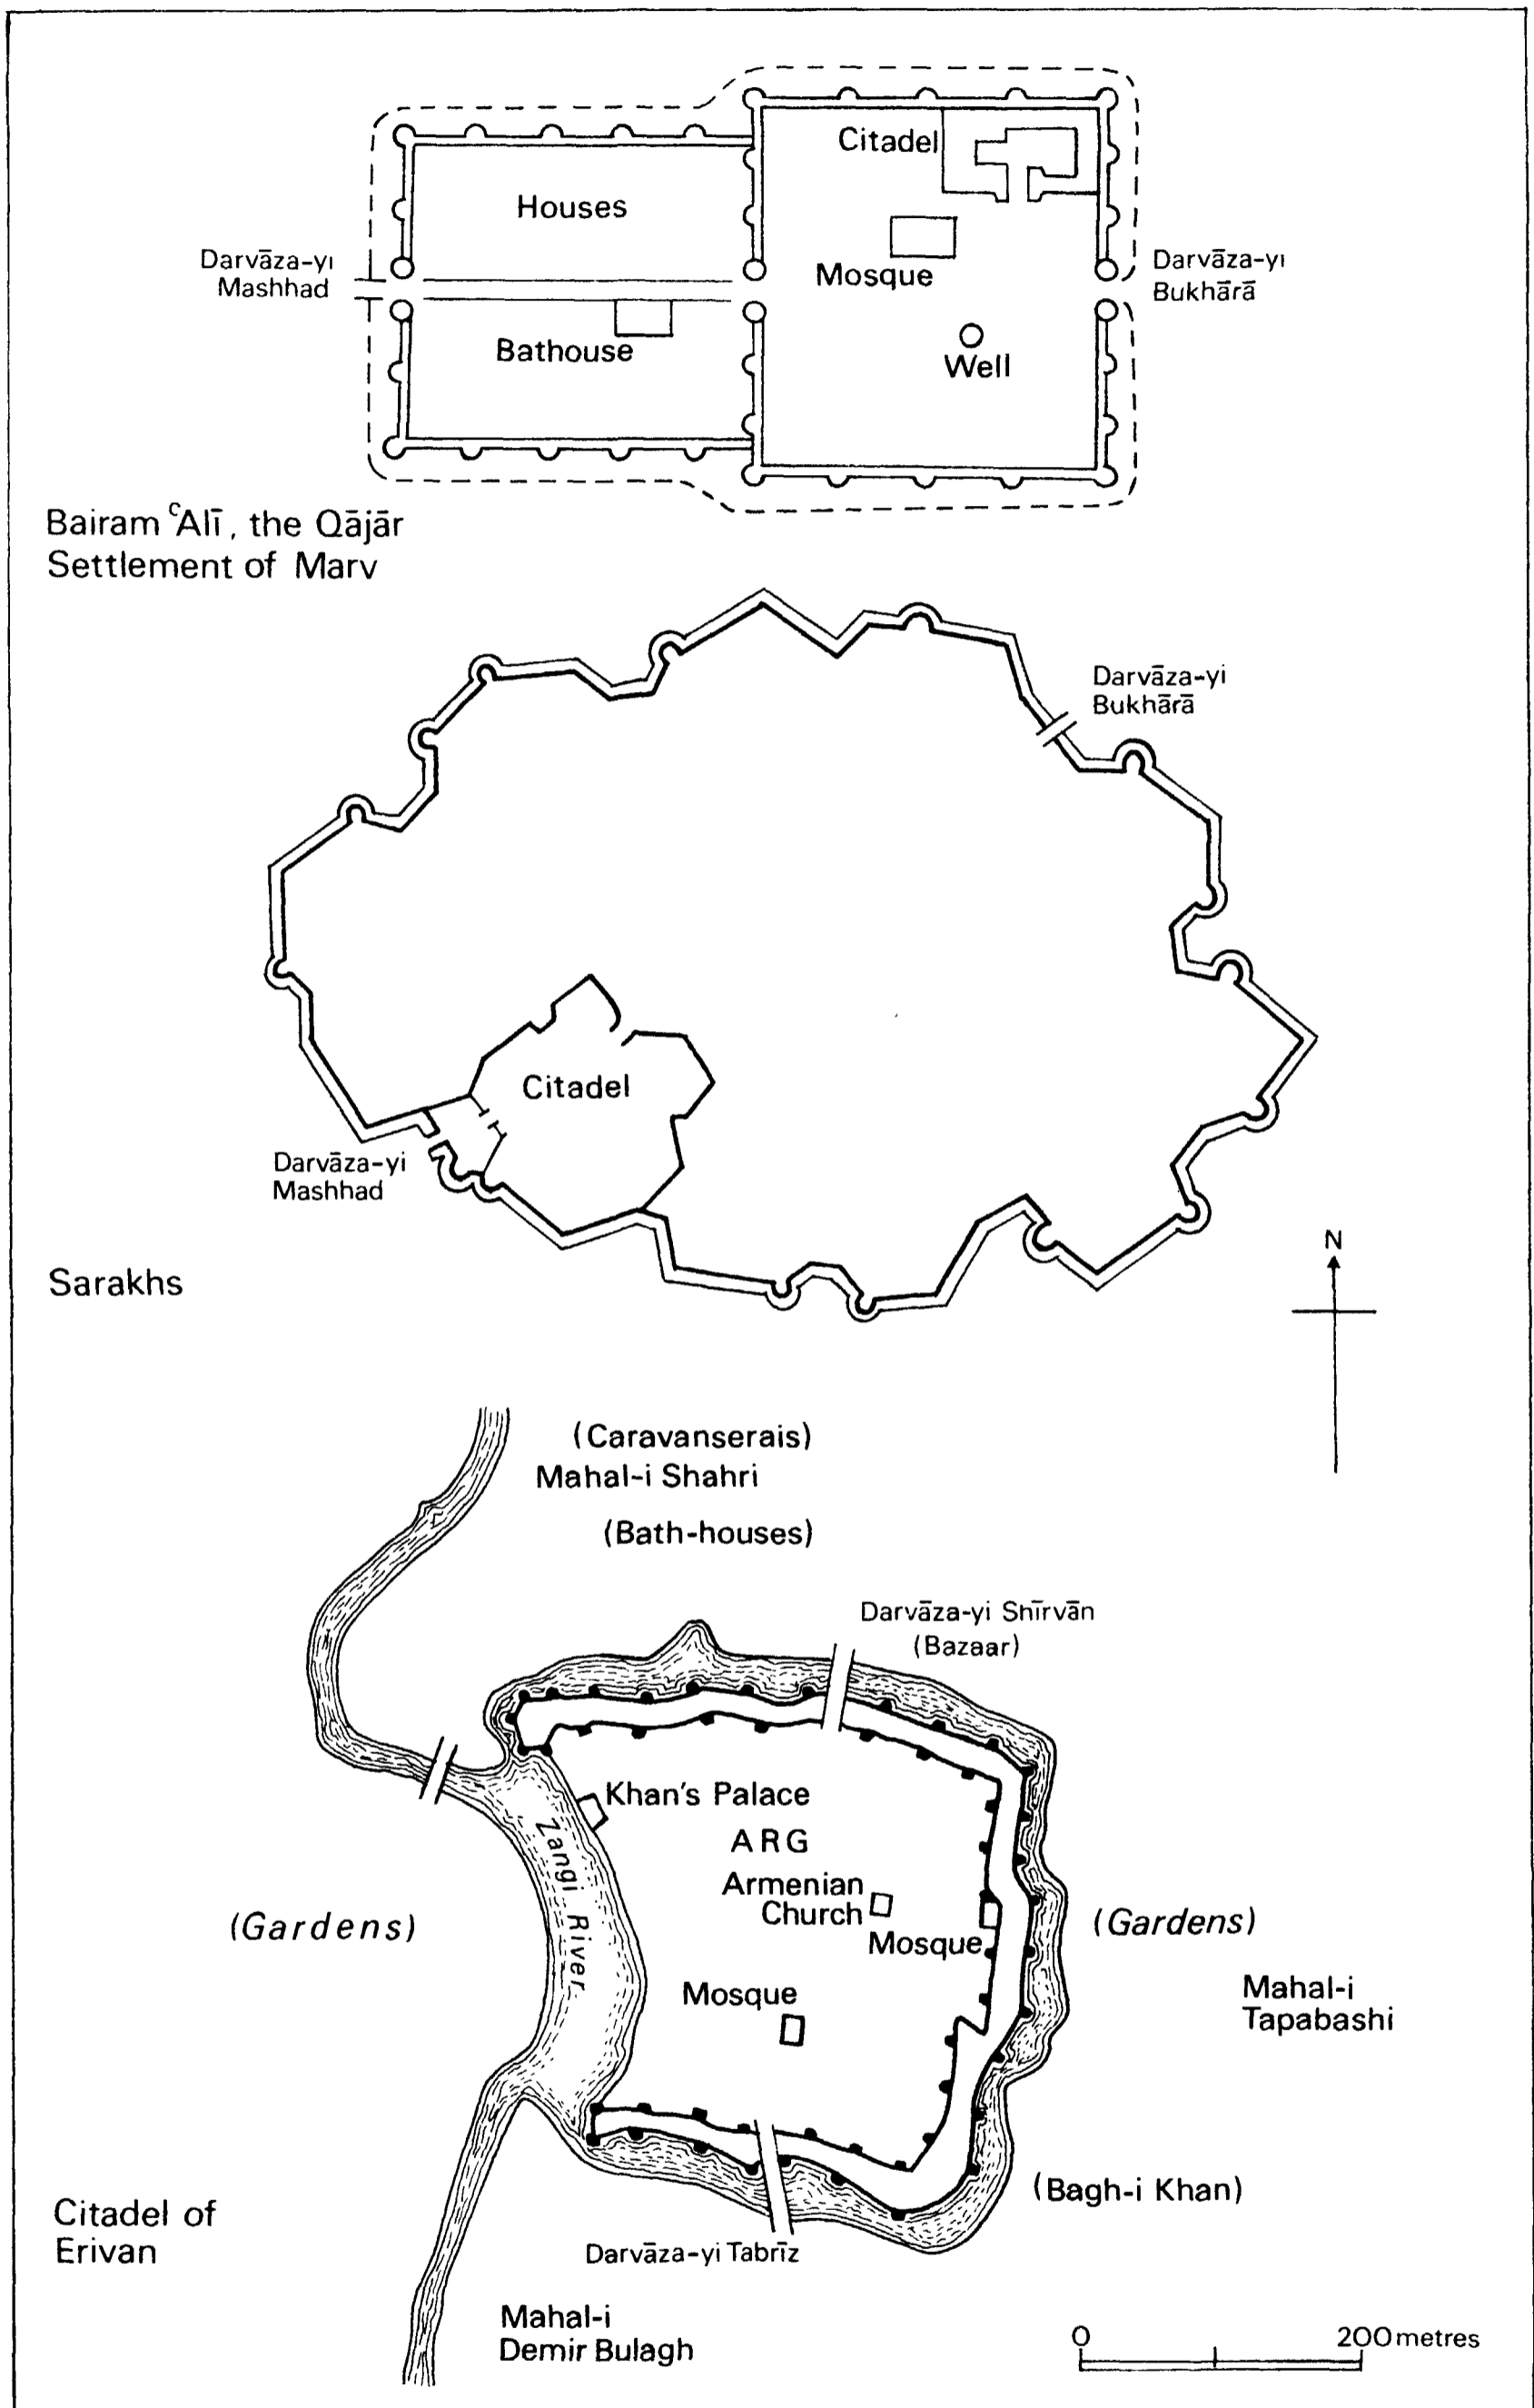 Citadel
Houses
Darvāza-yı
Mashhad
Mosque
Darvāza-yı
Bukhārā
Bathouse
Well
Bairam ʿAlī, the Qājār
Settlement of Marv
Darvāza-yi
Bukhārā
Citadel
Darvāza-yi
Mashhad
Sarakhs
N
(Caravanserais)
Mahal-i Shahri
(Bath-houses)
Darvāza-yi Shīrvān
(Bazaar)
Khan's Palace
ARG
Zangi River
Armenian
Church
Mosque
(Gardens)
(Gardens)
Mosque
Mahal-i
Tapabashi
(Bagh-i Khan)
Citadel of
Erivan
Darvāza-yi Tabrīz
Mahal-i
Demir Bulagh
0 200 metres